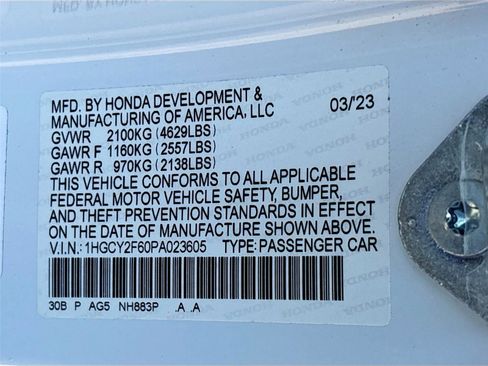 MFD. BY HONDA DEVELOPMENT &
MANUFACTURING OF AMERICA, LLC 03/23
GVWR 2100KG (4629LBS)
GAWR F 1160KG (2557LBS)
GAWR R 970KG (2138LBS)
THIS VEHICLE CONFORMS TO ALL APPLICABLE
FEDERAL MOTOR VEHICLE SAFETY, BUMPER,
AND THEFT PREVENTION STANDARDS IN EFFECT
ON THE DATE OF MANUFACTURE SHOWN ABOVE.
V.I.N.: 1HGCY2F60PA023605 TYPE: PASSENGER CAR
30B P AG5 NH883P .A .A